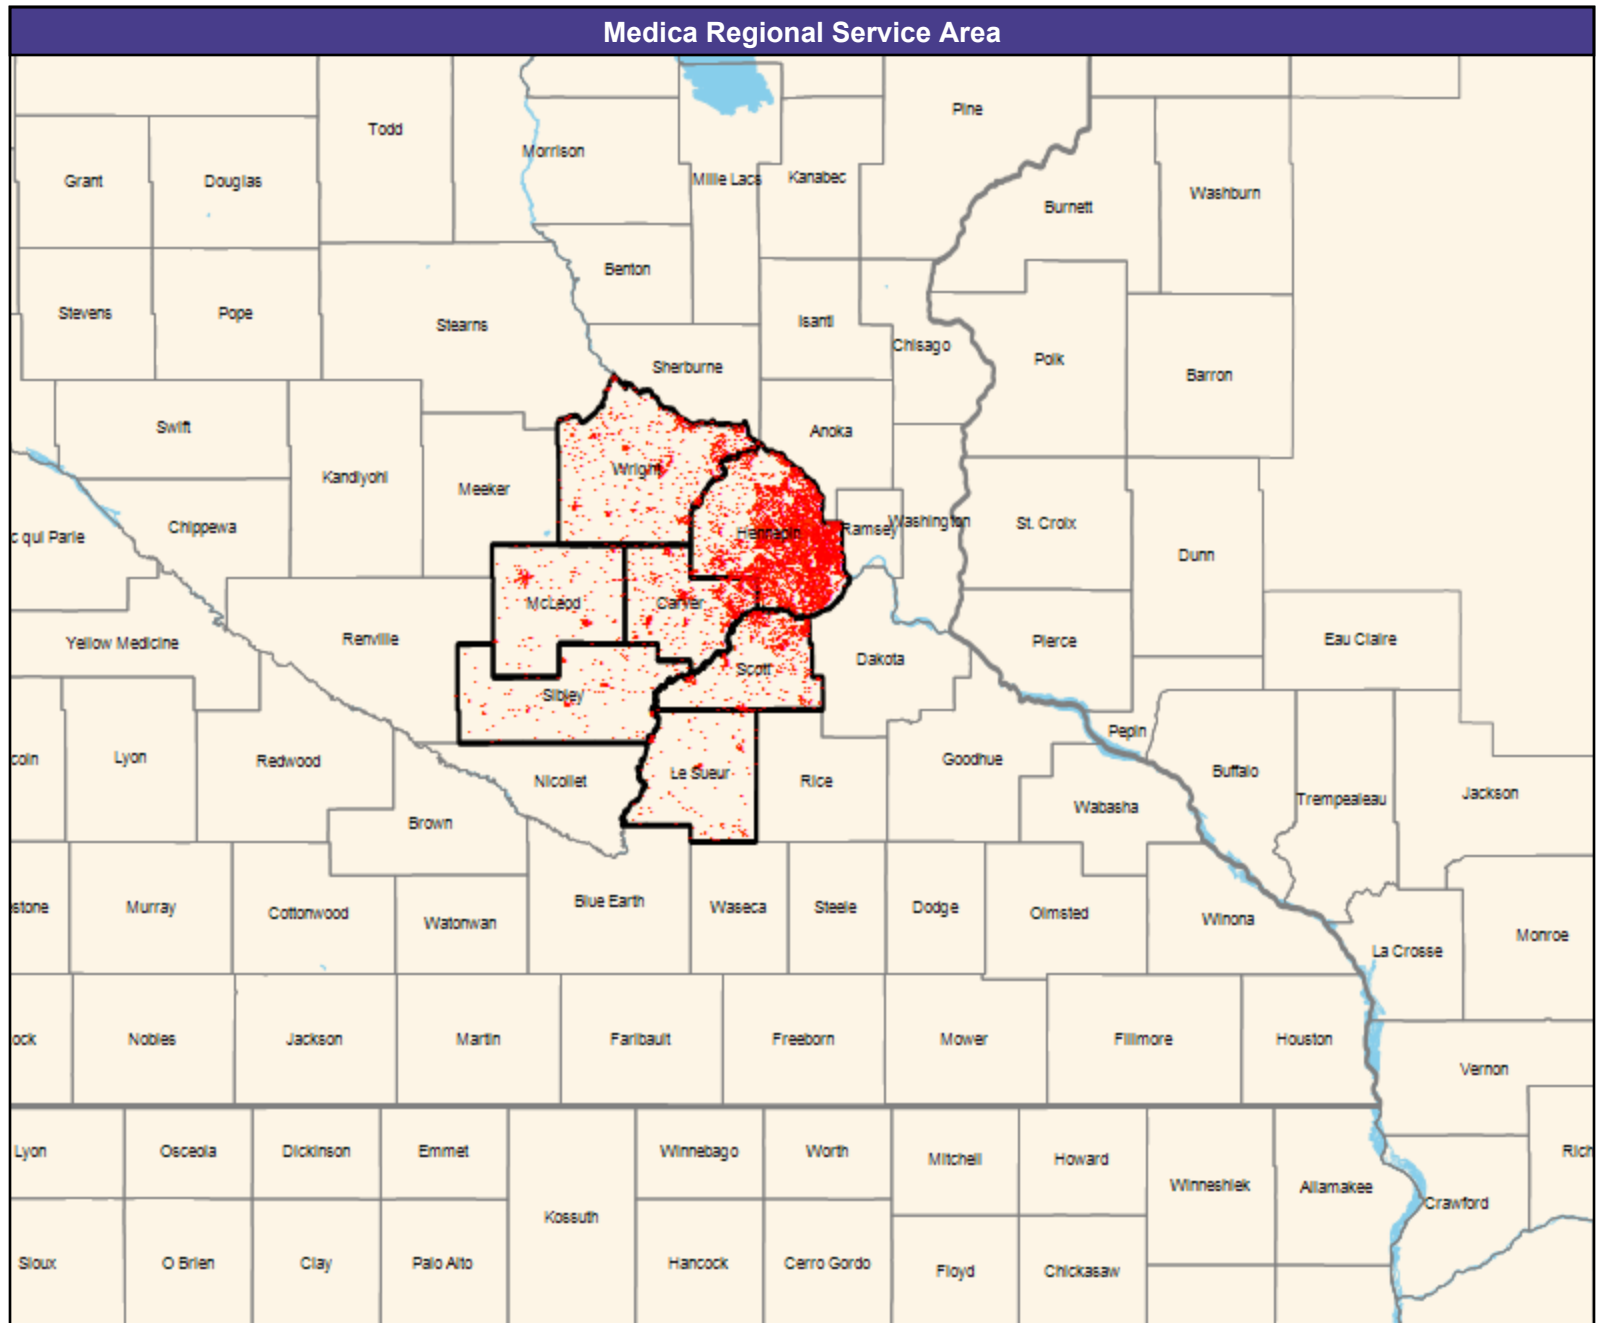 Medica Regional Service Area
Pine
Todd
Morrison
Mille Lacs
Kanabec
Grant
Douglas
Washburn
Burnett
Benton
Stevens
Pope
Stearns
Isanti
Chisago
Polk
Barron
Sherburne
Swift
Anoka
Kandiyohi
Wright
Meeker
Chippewa
Hennepin
Ramsey
Washington
St. Croix
Dunn
c qui Parle
McLeod
Carver
Yellow Medicine
Renville
Pierce
Eau Claire
Scott
Dakota
Sibley
Pepin
coln
Lyon
Redwood
Nicollet
Le Sueur
Rice
Goodhue
Buffalo
Trempealeau
Jackson
Wabasha
Brown
stone
Murray
Cottonwood
Watonwan
Blue Earth
Waseca
Steele
Dodge
Olmsted
Winona
La Crosse
Monroe
ock
Nobles
Jackson
Martin
Faribault
Freeborn
Mower
Fillmore
Houston
Vernon
Lyon
Osceola
Dickinson
Emmet
Winnebago
Worth
Mitchell
Howard
Rich
Winneshiek
Allamakee
Crawford
Kossuth
Sioux
O Brien
Clay
Palo Alto
Hancock
Cerro Gordo
Floyd
Chickasaw